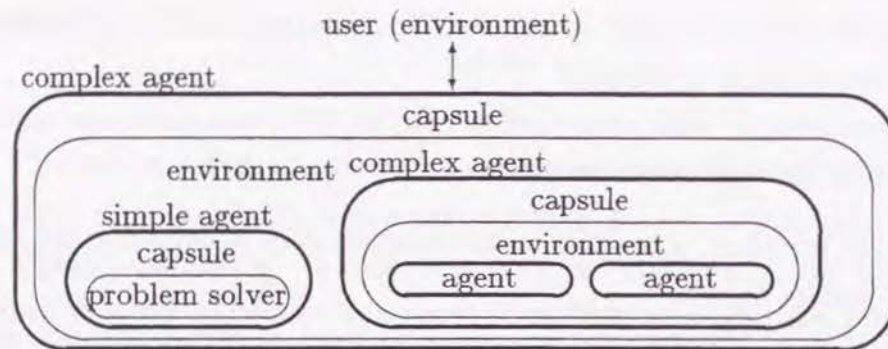 user (environment)
complex agent
capsule
environment
complex agent
simple agent
capsule
capsule
environment
problem solver
agent
agent